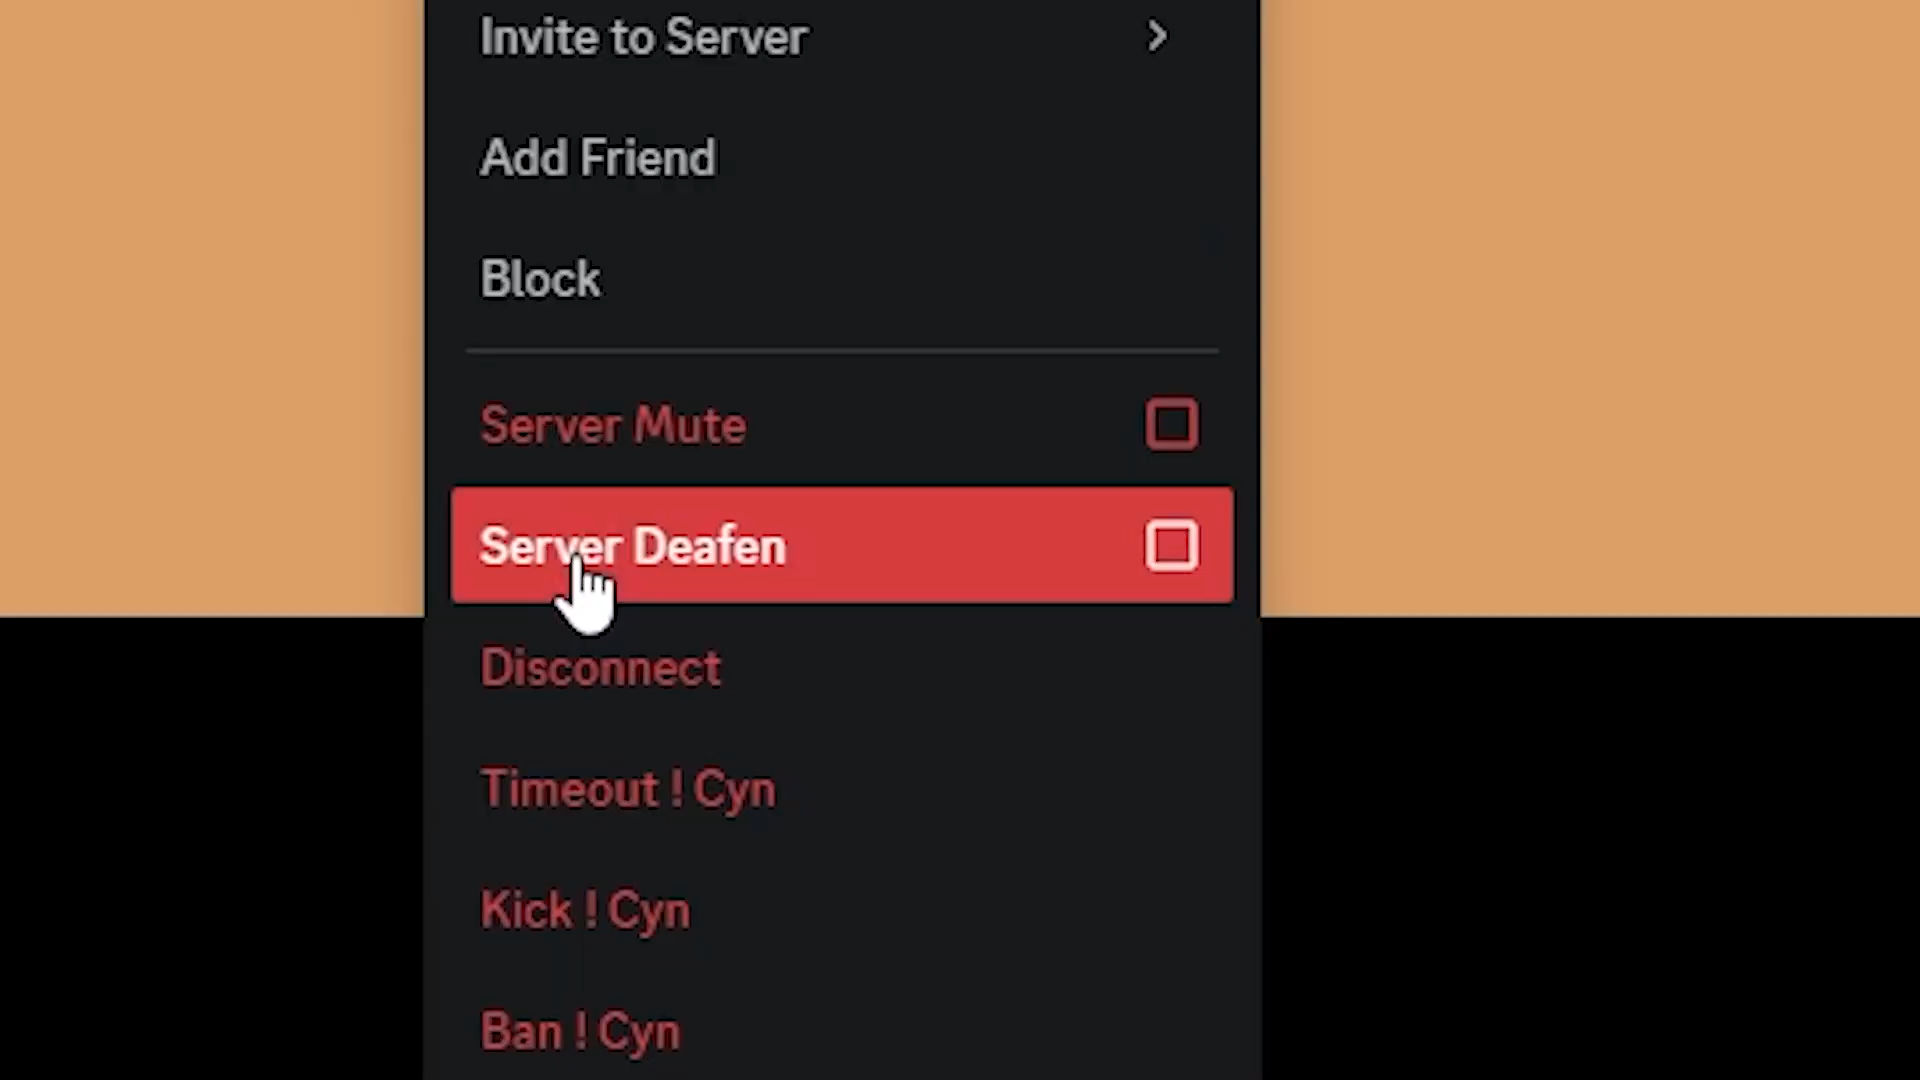 Invite to Server
Add Friend
Block
Server Mute
Server Deafen
Disconnect
Timeout ! Cyn
Kick ! Cyn
Ban ! Cyn